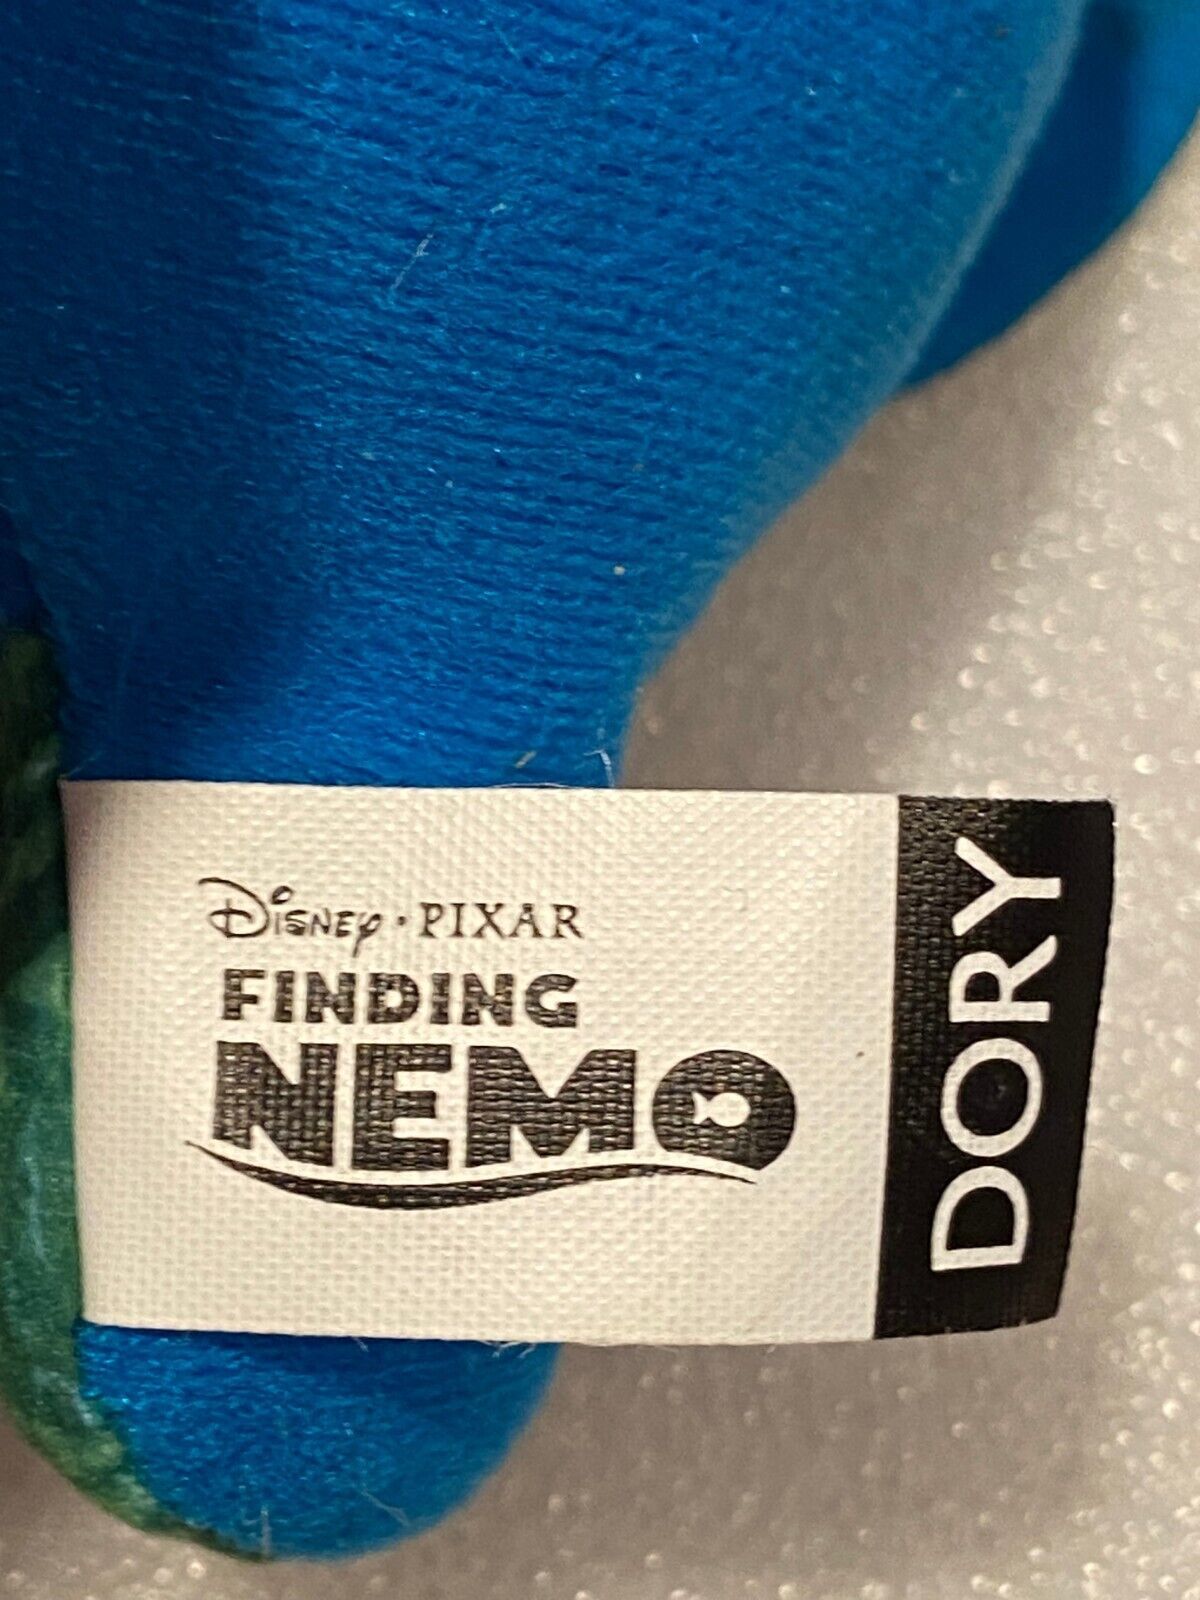 Disney · PIXAR
FINDING
NEMO
DORY